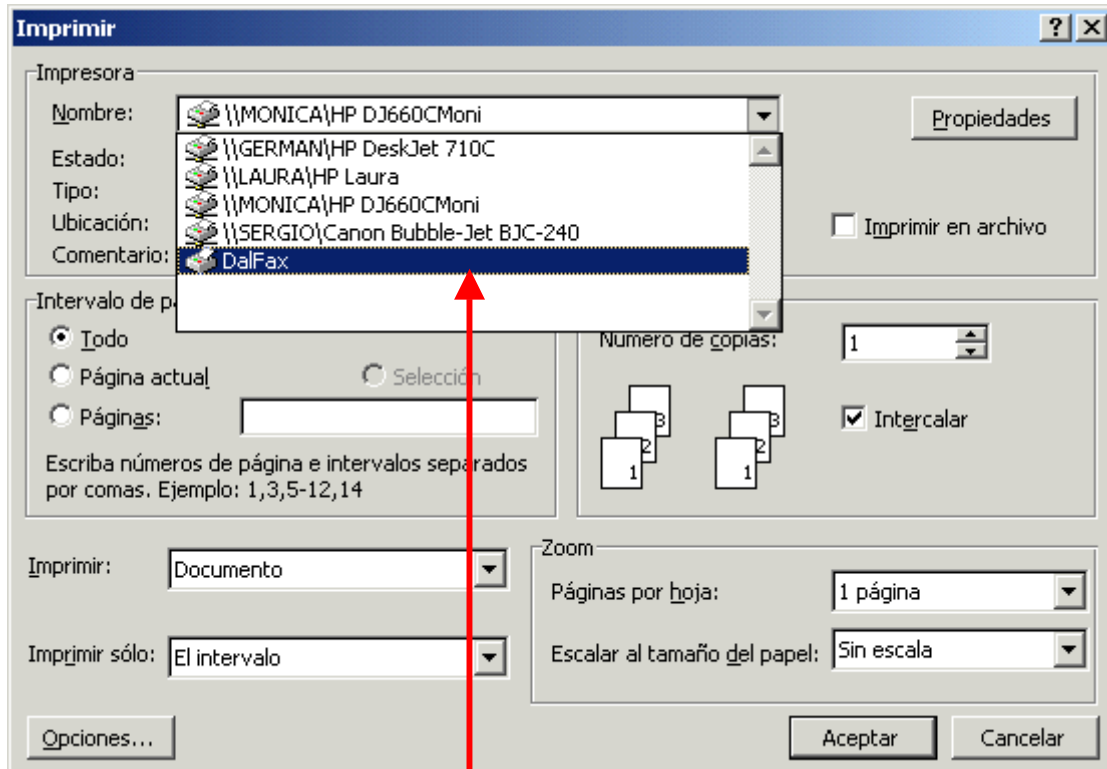 Imprimir
Impresora
Nombre: \\MONICA\HP DJ660CMoni Propiedades
\\GERMAN\HP DeskJet 710C
Estado:
\\LAURA\HP Laura
Tipo:
\\MONICA\HP DJ660CMoni
Ubicación: \\SERGIO\Canon Bubble-Jet BJC-240 Imprimir en archivo
Comentario: DalFax
Intervalo de p
Todo Número de copias: 1
Página actual Selección
Páginas: Intercalar
3 3
2 2
1 1
Escriba números de página e intervalos separados
por comas. Ejemplo: 1,3,5-12,14
Zoom
Imprimir: Documento
Páginas por hoja: 1 página
Imprimir sólo: El intervalo Escalar al tamaño del papel: Sin escala
Opciones... Aceptar Cancelar